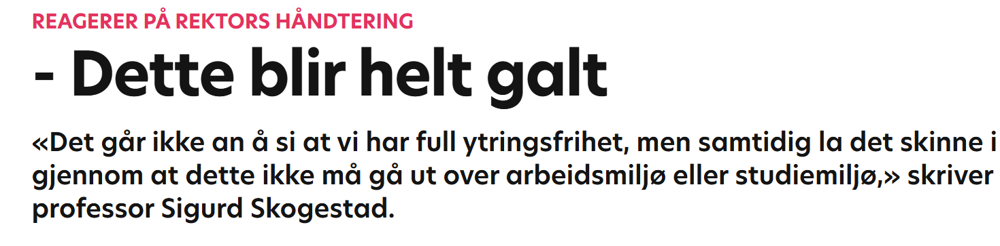 REAGERER PÅ REKTORS HÅNDTERING
- Dette blir helt galt
«Det går ikke an å si at vi har full ytringsfrihet, men samtidig la det skinne i
gjennom at dette ikke må gå ut over arbeidsmiljø eller studiemiljø,» skriver
professor Sigurd Skogestad.